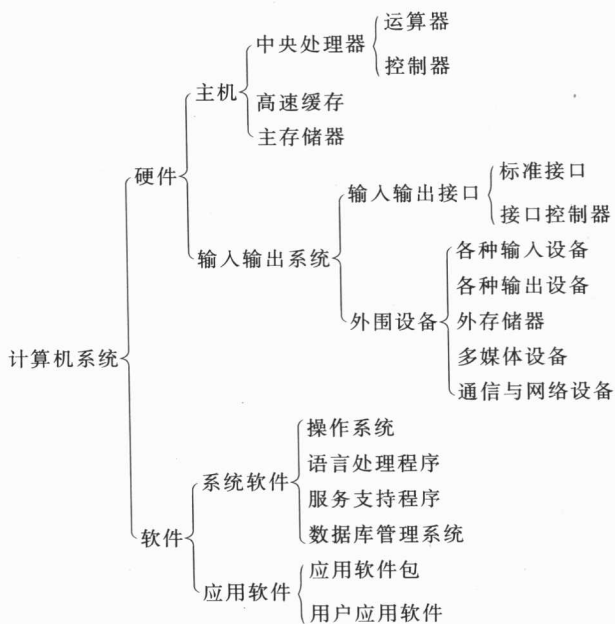 计算机系统
硬件
主机
中央处理器
运算器
控制器
高速缓存
主存储器
输入输出系统
输入输出接口
标准接口
接口控制器
外围设备
各种输入设备
各种输出设备
外存储器
多媒体设备
通信与网络设备
软件
系统软件
操作系统
语言处理程序
服务支持程序
数据库管理系统
应用软件
应用软件包
用户应用软件